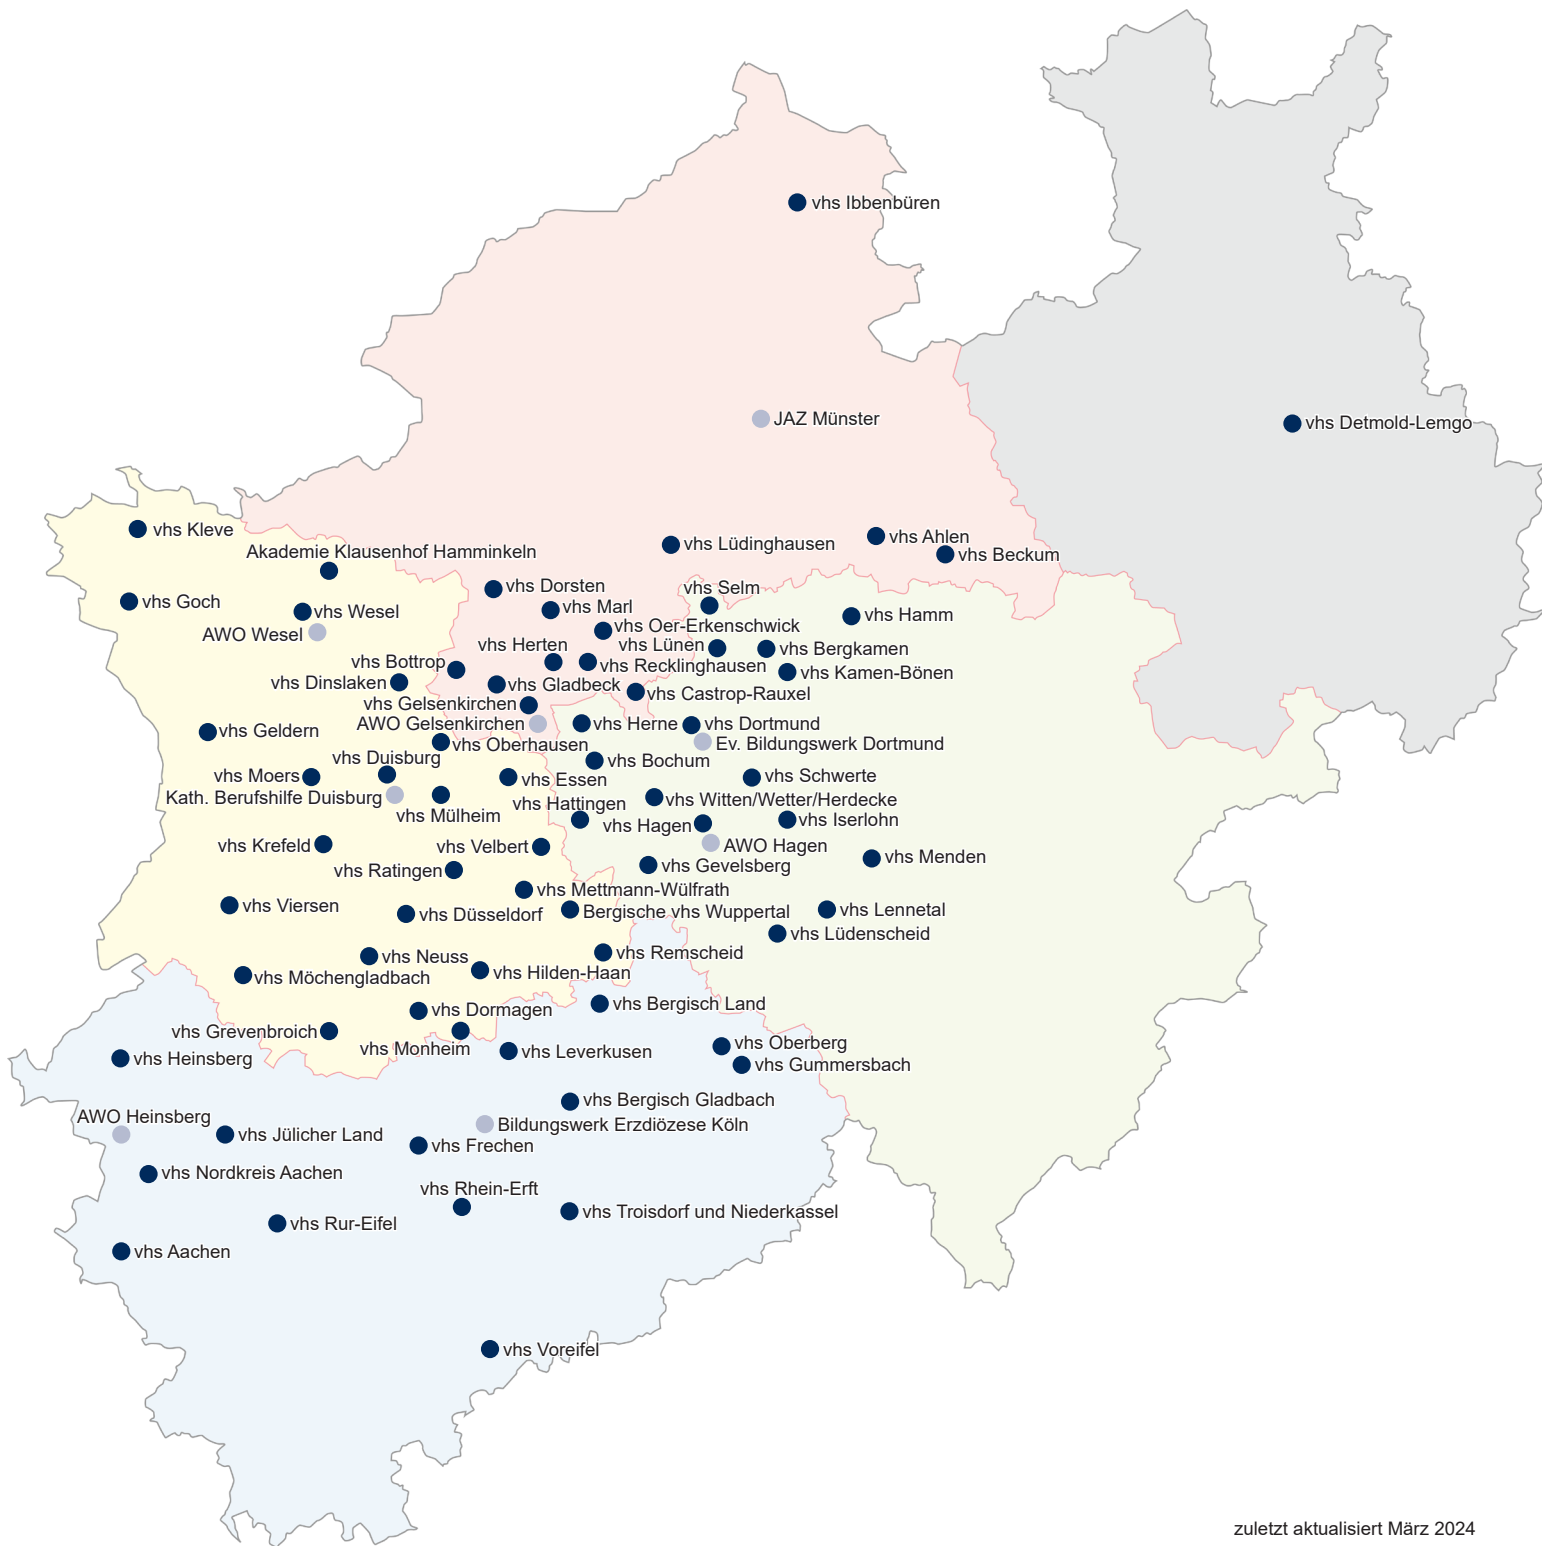 vhs Ibbenbüren
JAZ Münster
vhs Detmold-Lemgo
vhs Kleve
vhs Lüdinghausen
vhs Ahlen
Akademie Klausenhof Hamminkeln
vhs Beckum
vhs Dorsten
vhs Selm
vhs Goch
vhs Marl
vhs Wesel
vhs Hamm
vhs Oer-Erkenschwick
AWO Wesel
vhs Herten
vhs Lünen
vhs Bergkamen
vhs Bottrop
vhs Recklinghausen
vhs Kamen-Bönen
vhs Dinslaken
vhs Gladbeck
vhs Castrop-Rauxel
vhs Gelsenkirchen
AWO Gelsenkirchen
vhs Herne
vhs Dortmund
vhs Geldern
vhs Oberhausen
Ev. Bildungswerk Dortmund
vhs Duisburg
vhs Bochum
vhs Moers
vhs Essen
vhs Schwerte
Kath. Berufshilfe Duisburg
vhs Witten/Wetter/Herdecke
vhs Hattingen
vhs Mülheim
vhs Hagen
vhs Iserlohn
vhs Krefeld
vhs Velbert
AWO Hagen
vhs Menden
vhs Gevelsberg
vhs Ratingen
vhs Mettmann-Wülfrath
vhs Viersen
vhs Düsseldorf
Bergische vhs Wuppertal
vhs Lennetal
vhs Lüdenscheid
vhs Neuss
vhs Remscheid
vhs Möchengladbach
vhs Hilden-Haan
vhs Bergisch Land
vhs Dormagen
vhs Grevenbroich
vhs Monheim
vhs Oberberg
vhs Leverkusen
vhs Heinsberg
vhs Gummersbach
vhs Bergisch Gladbach
AWO Heinsberg
Bildungswerk Erzdiözese Köln
vhs Jülicher Land
vhs Frechen
vhs Nordkreis Aachen
vhs Rhein-Erft
vhs Troisdorf und Niederkassel
vhs Rur-Eifel
vhs Aachen
vhs Voreifel
zuletzt aktualisiert März 2024